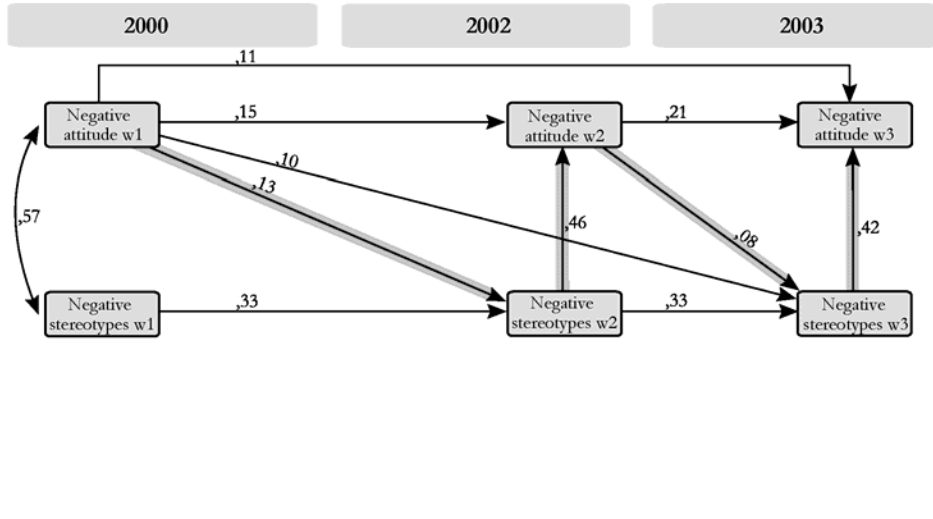 2000 2002 2003
,11
Negative
attitude w1
,15
Negative
attitude w2
,21
Negative
attitude w3
,10
,13
,57
,46
,08
,42
Negative
stereotypes w1
,33
Negative
stereotypes w2
,33
Negative
stereotypes w3